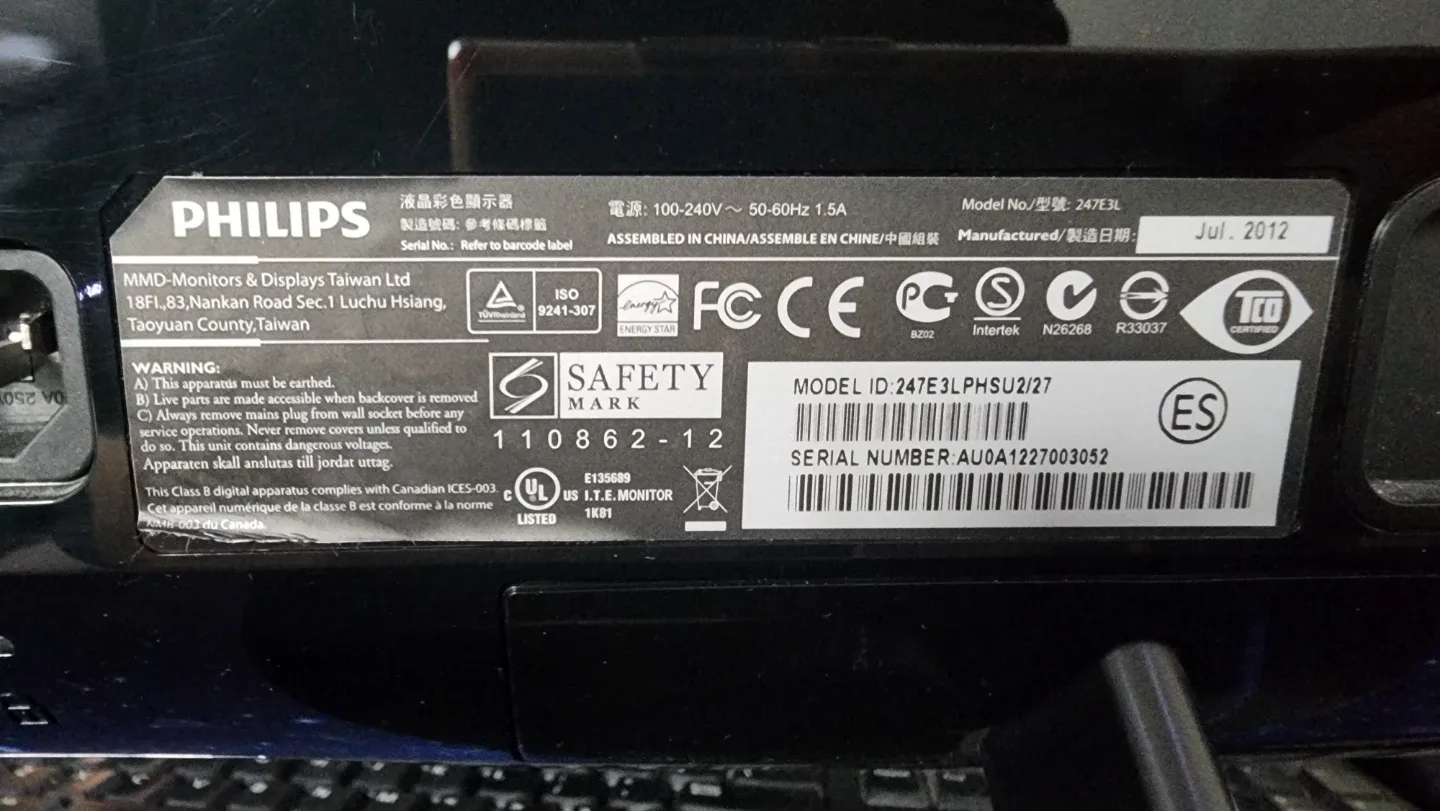 PHILIPS
液晶彩色顯示器
製造號碼: 參考條碼標籤
Serial No.: Refer to barcode label
電源: 100-240V～ 50-60Hz 1.5A
ASSEMBLED IN CHINA/ASSEMBLE EN CHINE/中國組裝
Model No./型號: 247E3L
Manufactured/製造日期:
Jul. 2012
MMD-Monitors & Displays Taiwan Ltd
18Fl.,83,Nankan Road Sec.1 Luchu Hsiang,
Taoyuan County,Taiwan
TÜVRheinland
ISO
9241-307
energy
ENERGY STAR
FC
CE
PG
BZ02
S
Intertek
N26268
R33037
TCO
CERTIFIED
WARNING:
A) This apparatus must be earthed.
B) Live parts are made accessible when backcover is removed
C) Always remove mains plug from wall socket before any
service operations. Never remove covers unless qualified to
do so. This unit contains dangerous voltages.
Apparaten skall anslutas till jordat uttag.
This Class B digital apparatus complies with Canadian ICES-003.
Cet appareil numérique de la classe B est conforme à la norme
NMB-003 du Canada.
SAFETY
MARK
110862-12
C UL US
LISTED
E135689
I.T.E.MONITOR
1K81
MODEL ID:247E3LPHSU2/27
ES
SERIAL NUMBER:AU0A1227003052